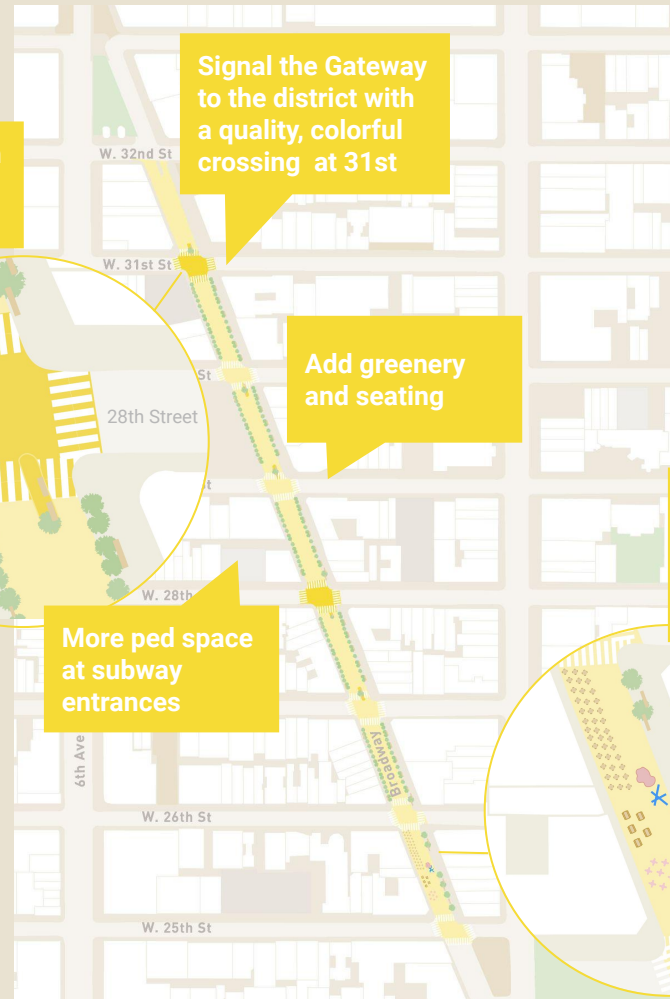 Signal the Gateway
to the district with
a quality, colorful
crossing at 31st
W. 32nd St
W. 31st St
St
Add greenery
and seating
28th Street
W. 28th
More ped space
at subway
entrances
6th Ave
Broadway
W. 26th St
W. 25th St